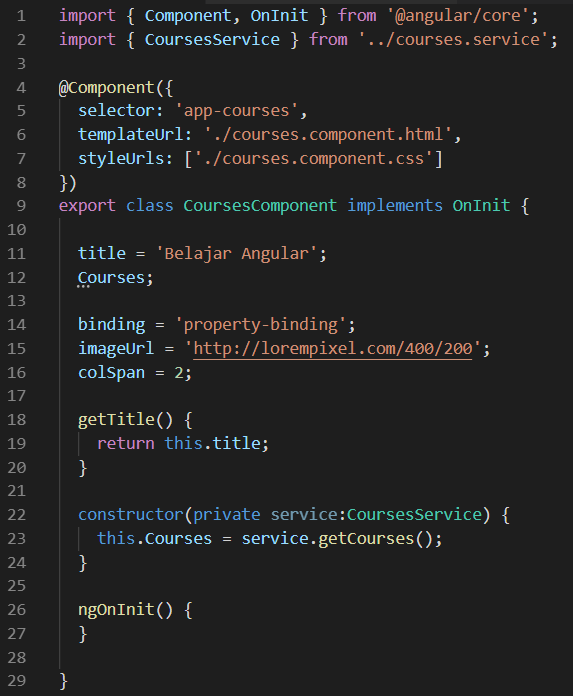 1 import { Component, OnInit } from '@angular/core';
2 import { CoursesService } from '../courses.service';
3
4 @Component({
5   selector: 'app-courses',
6   templateUrl: './courses.component.html',
7   styleUrls: ['./courses.component.css']
8 })
9 export class CoursesComponent implements OnInit {
10
11   title = 'Belajar Angular';
12   Courses;
13
14   binding = 'property-binding';
15   imageUrl = 'http://lorempixel.com/400/200';
16   colSpan = 2;
17
18   getTitle() {
19     return this.title;
20   }
21
22   constructor(private service:CoursesService) {
23     this.Courses = service.getCourses();
24   }
25
26   ngOnInit() {
27   }
28
29 }